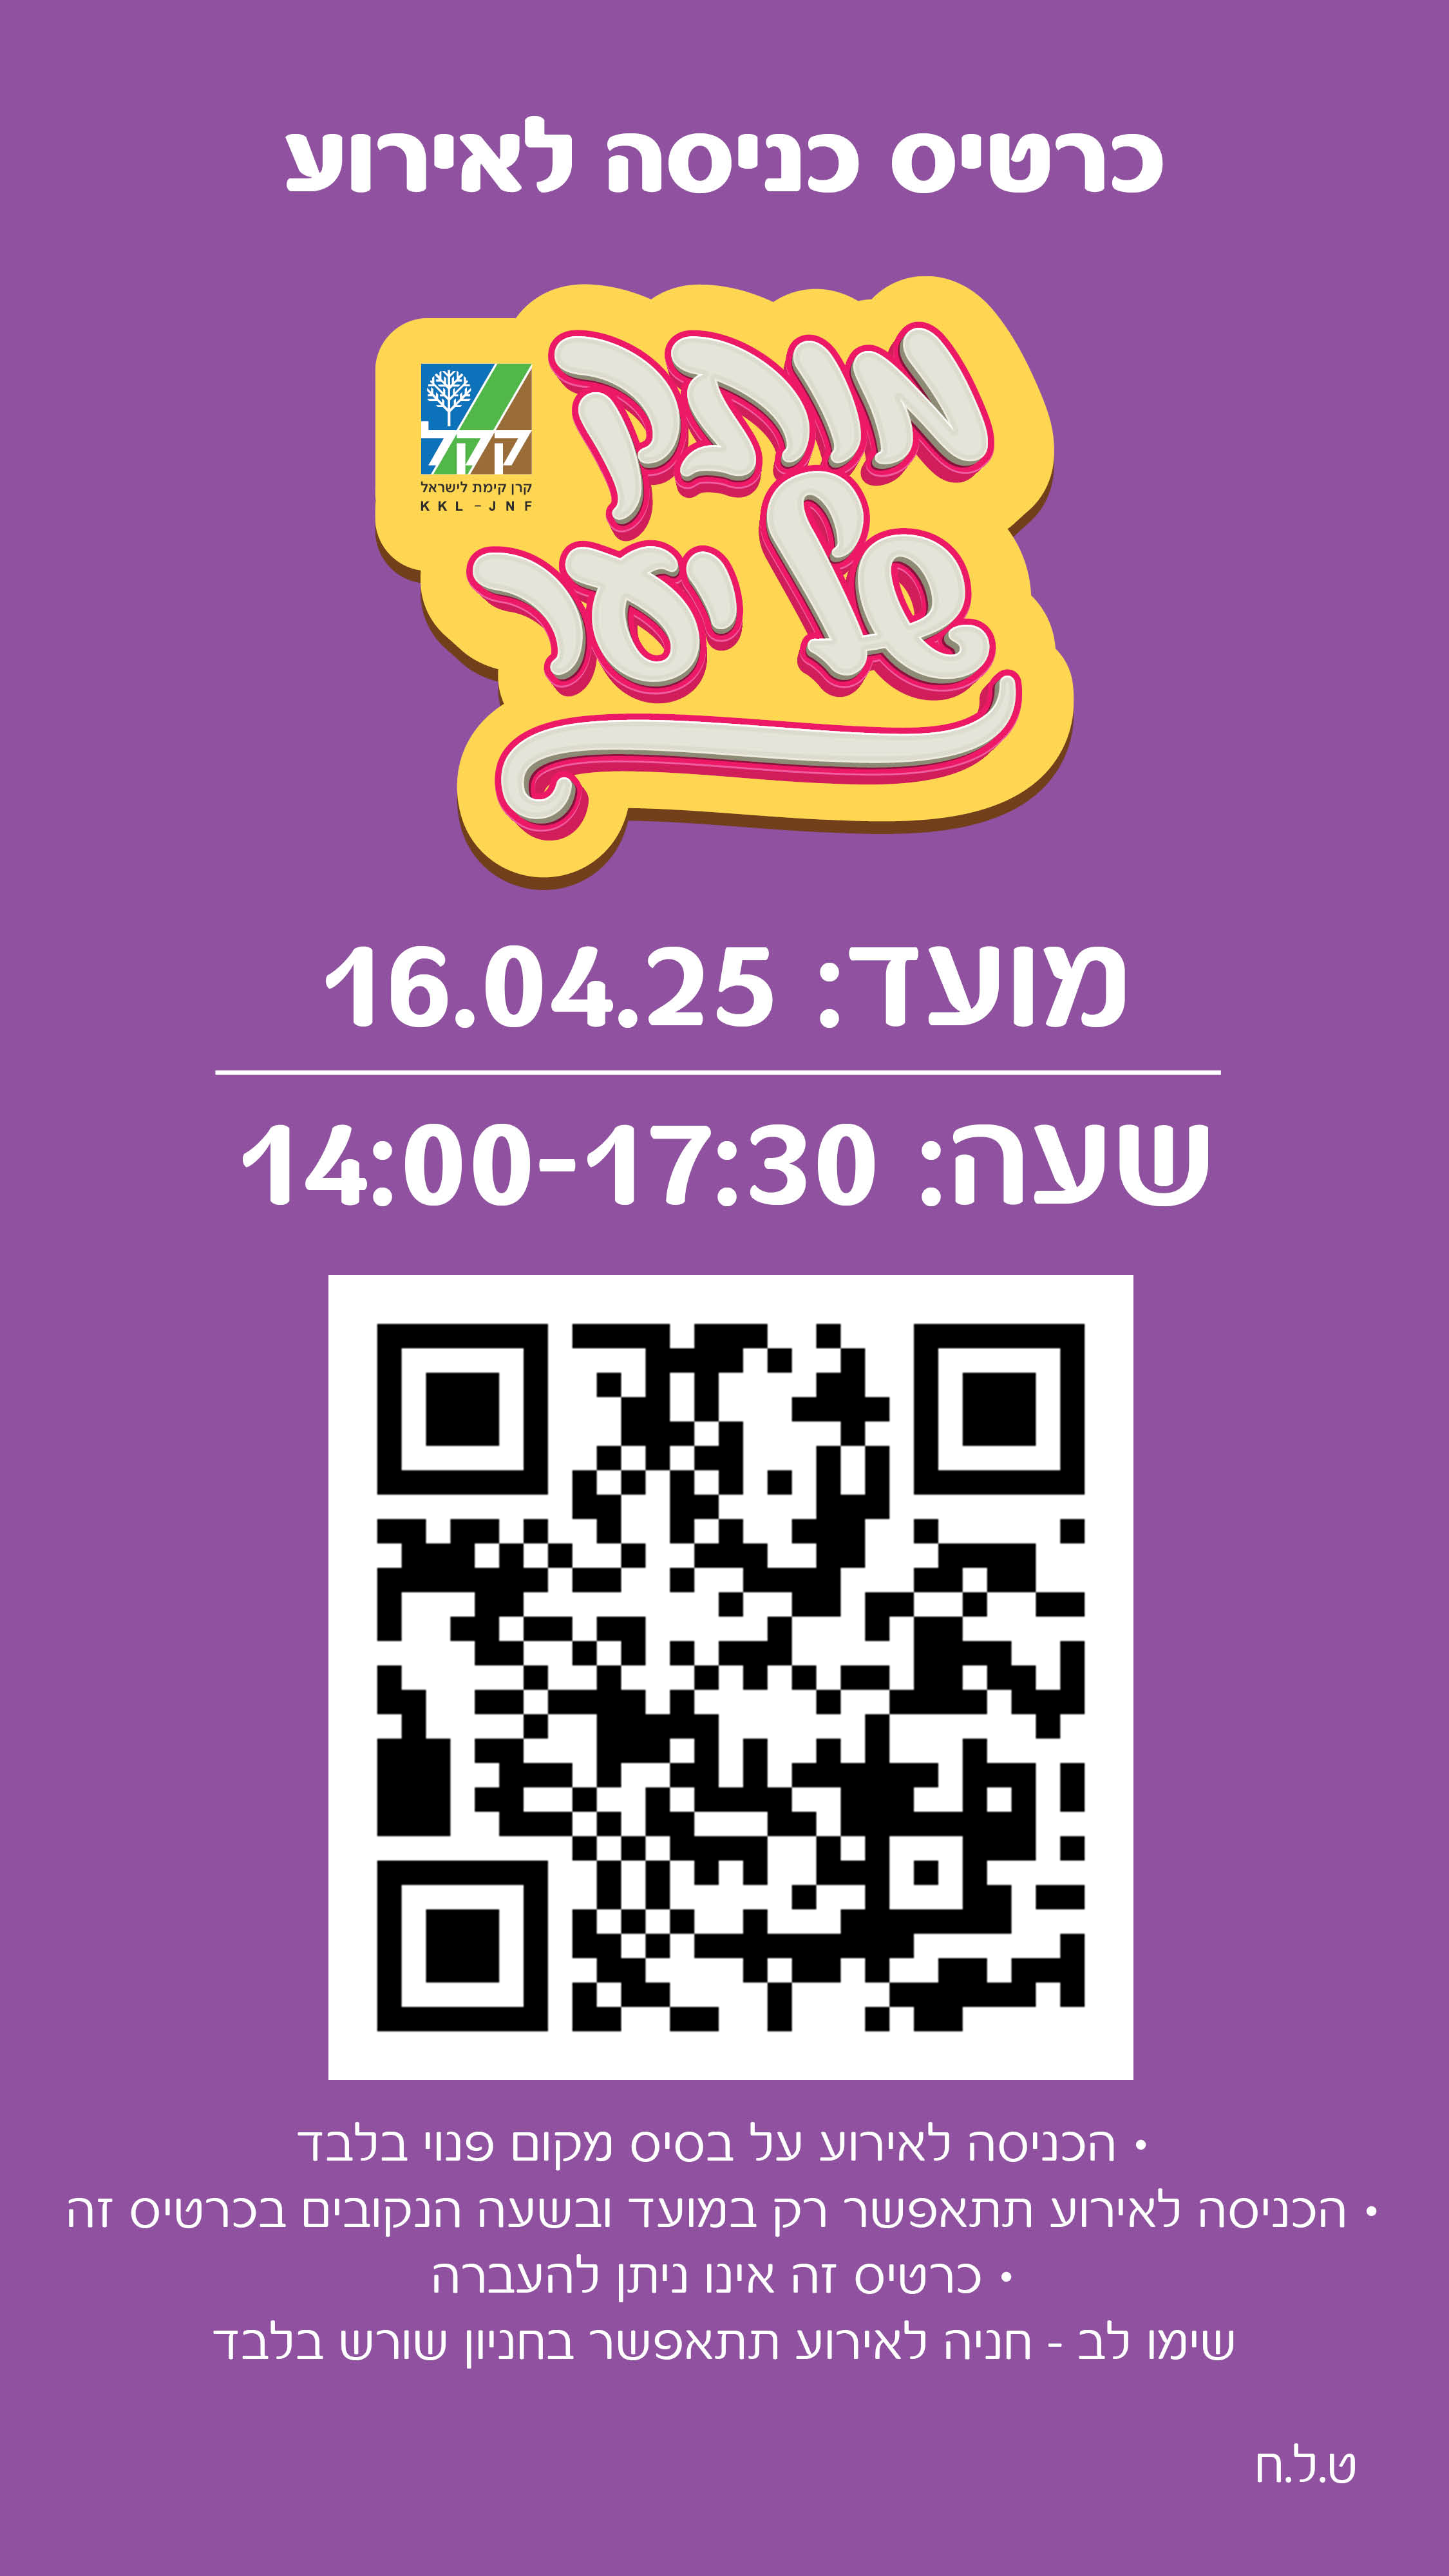 כרטיס כניסה לאירוע
מותק
של יער
קקל
קרן קימת לישראל
KKL-JNF
מועד: 16.04.25
שעה: 14:00-17:30
• הכניסה לאירוע על בסיס מקום פנוי בלבד
• הכניסה לאירוע תתאפשר רק במועד ובשעה הנקובים בכרטיס זה
• כרטיס זה אינו ניתן להעברה
שימו לב - חניה לאירוע תתאפשר בחניון שורש בלבד
ט.ל.ח